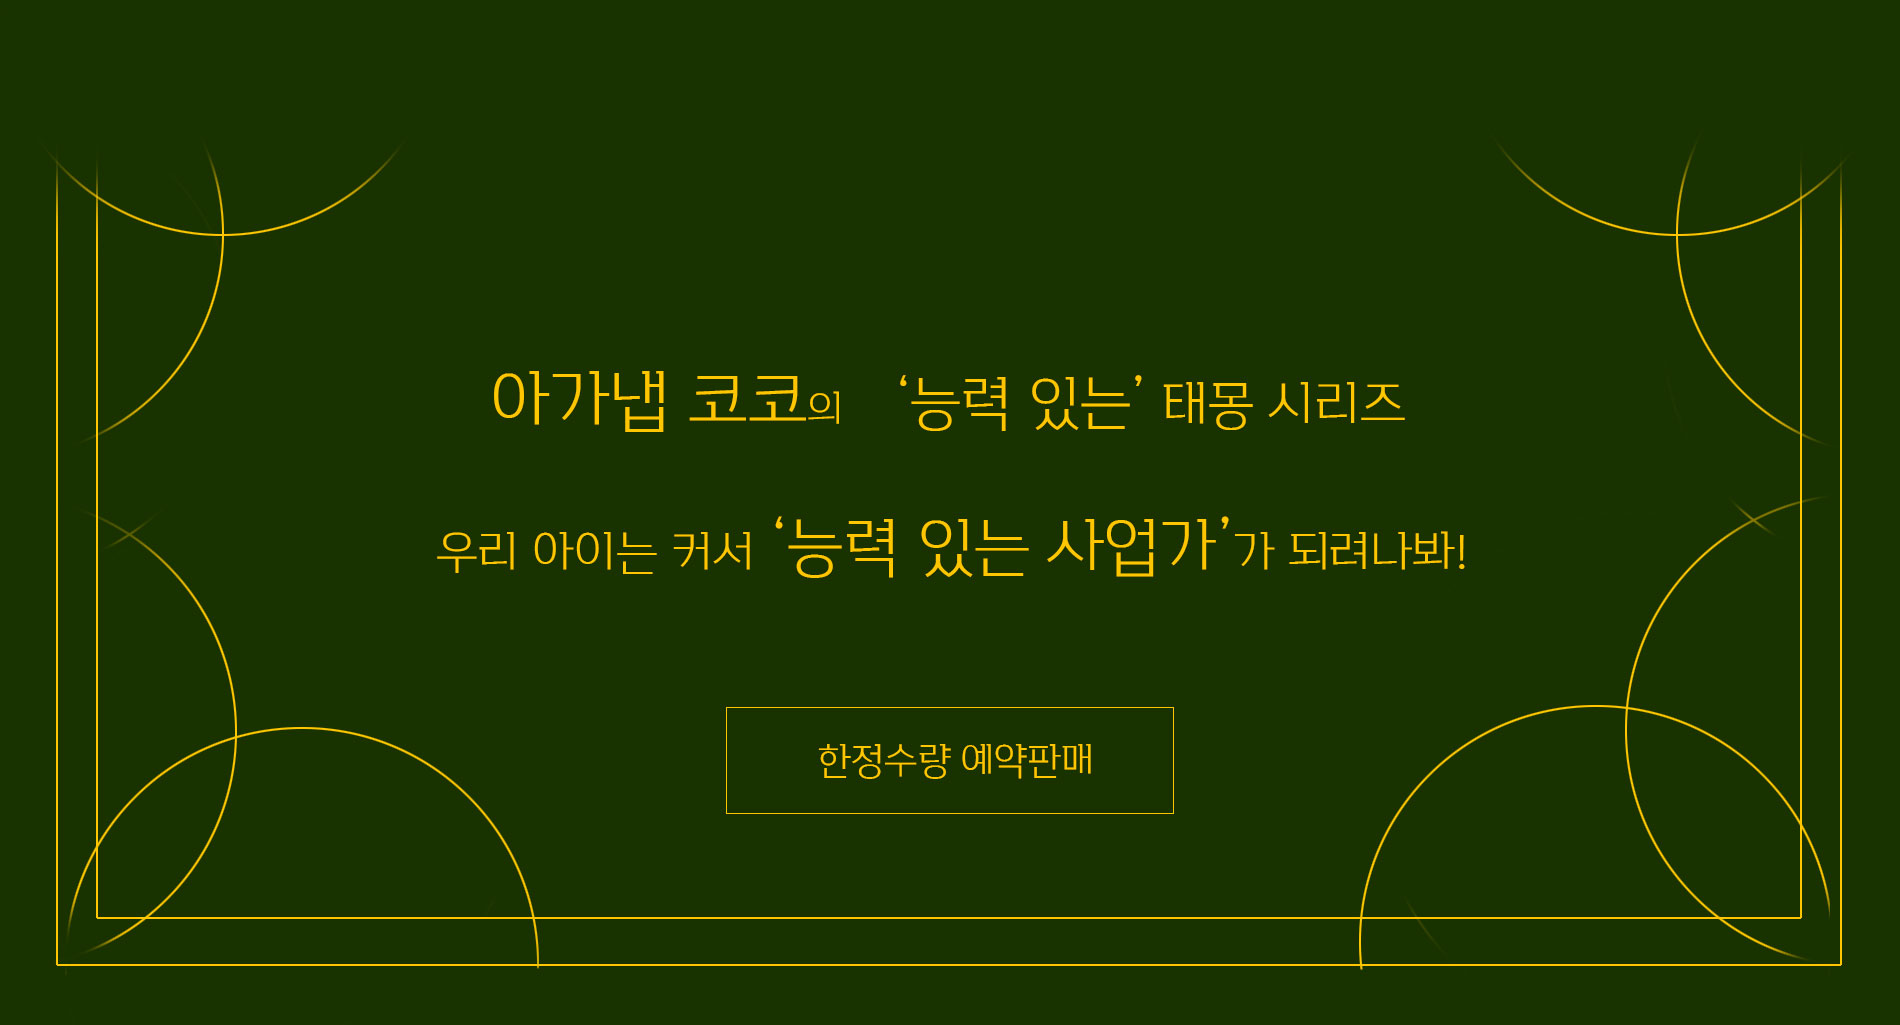 아가냅 코코의 ‘능력 있는’ 태몽 시리즈
우리 아이는 커서 ‘능력 있는 사업가’가 되려나봐!
한정수량 예약판매